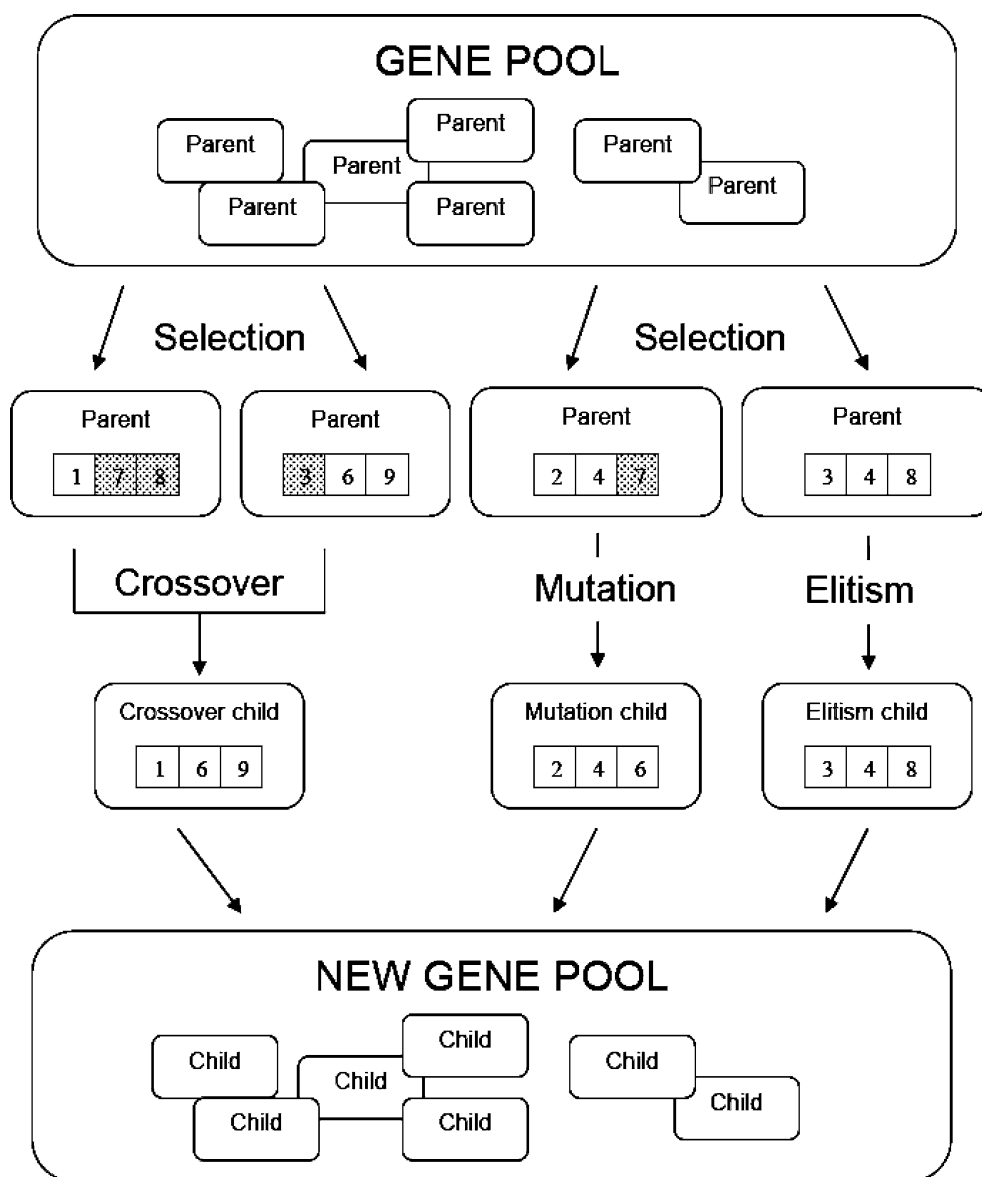 GENE POOL
Parent
Parent
Parent
Parent
Parent
Parent
Parent
Selection
Selection
Parent
1 7 8
Parent
3 6 9
Parent
2 4 7
Parent
3 4 8
Crossover
Mutation
Elitism
Crossover child
1 6 9
Mutation child
2 4 6
Elitism child
3 4 8
NEW GENE POOL
Child
Child
Child
Child
Child
Child
Child